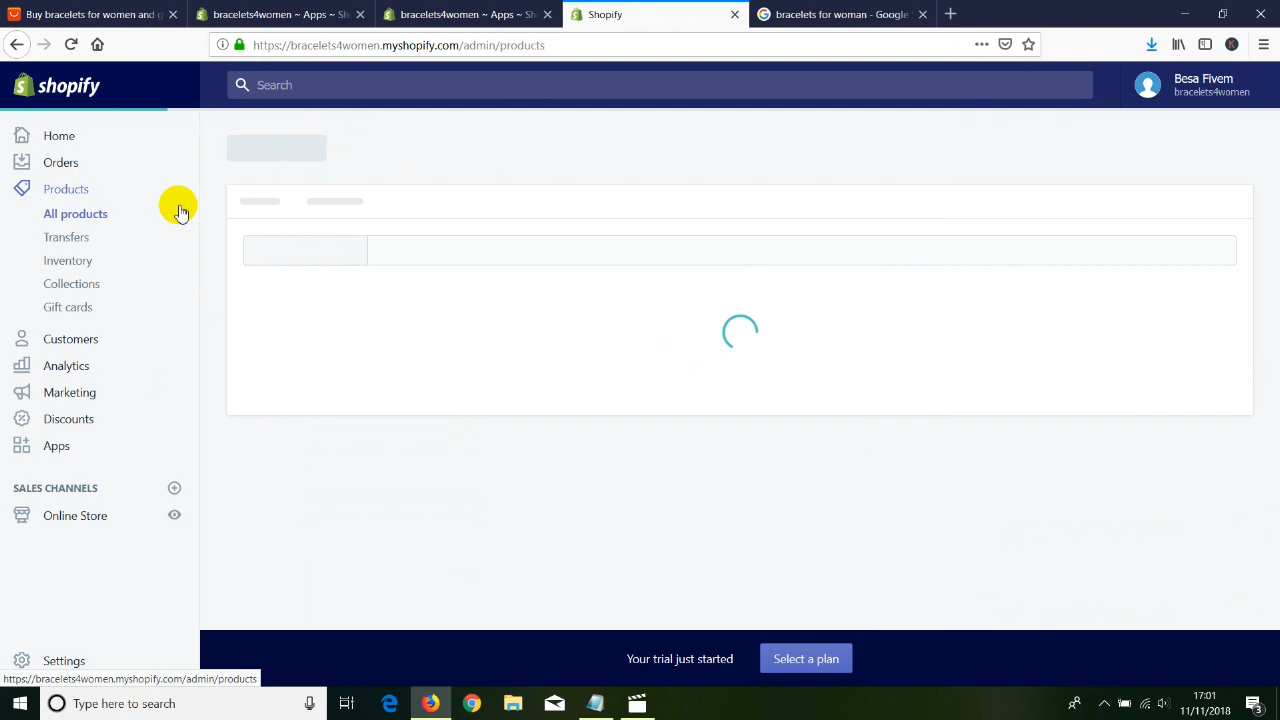 Buy bracelets for women and g
bracelets4women ~ Apps ~ Sh
bracelets4women ~ Apps ~ Sh
Shopify
bracelets for woman - Google
https://bracelets4women.myshopify.com/admin/products
shopify
Search
Besa Fivem
bracelets4women
Home
Orders
Products
All products
Transfers
Inventory
Collections
Gift cards
Customers
Analytics
Marketing
Discounts
Apps
SALES CHANNELS
Online Store
Settings
Your trial just started
Select a plan
https://bracelets4women.myshopify.com/admin/products
Type here to search
17:01
11/11/2018
3